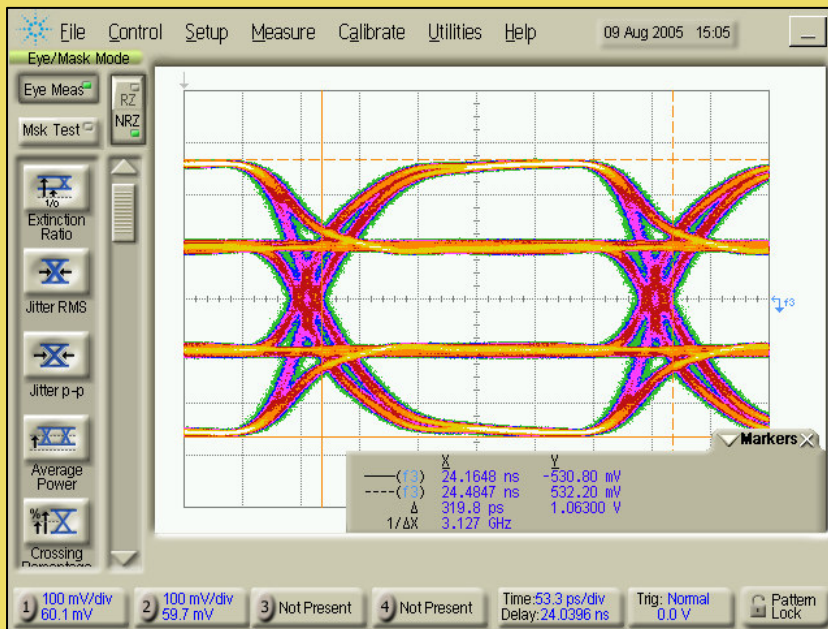 File Control Setup Measure Calibrate Utilities Help 09 Aug 2005 15:05
Eye/Mask Mode
Eye Meas
RZ
NRZ
Msk Test
1/0
Extinction
Ratio
Jitter RMS
Jitter p-p
Average
Power
%
Crossing
Percentage
f3
Markers
X Y
(f3) 24.1648 ns -530.80 mV
(f3) 24.4847 ns 532.20 mV
Δ 319.8 ps 1.06300 V
1/ΔX 3.127 GHz
1 100 mV/div
60.1 mV
2 100 mV/div
59.7 mV
3 Not Present
4 Not Present
Time:53.3 ps/div
Delay:24.0396 ns
Trig: Normal
0.0 V
Pattern
Lock